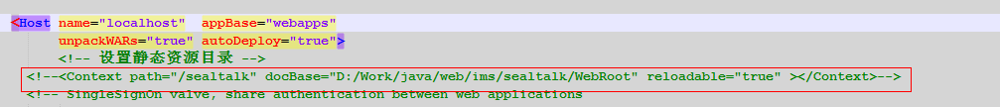 <Host name="localhost"  appBase="webapps"
unpackWARs="true" autoDeploy="true">
<!-- 设置静态资源目录 -->
<!--<Context path="/sealtalk" docBase="D:/Work/java/web/ims/sealtalk/WebRoot" reloadable="true" ></Context>-->
<!-- SingleSignOn valve, share authentication between web applications